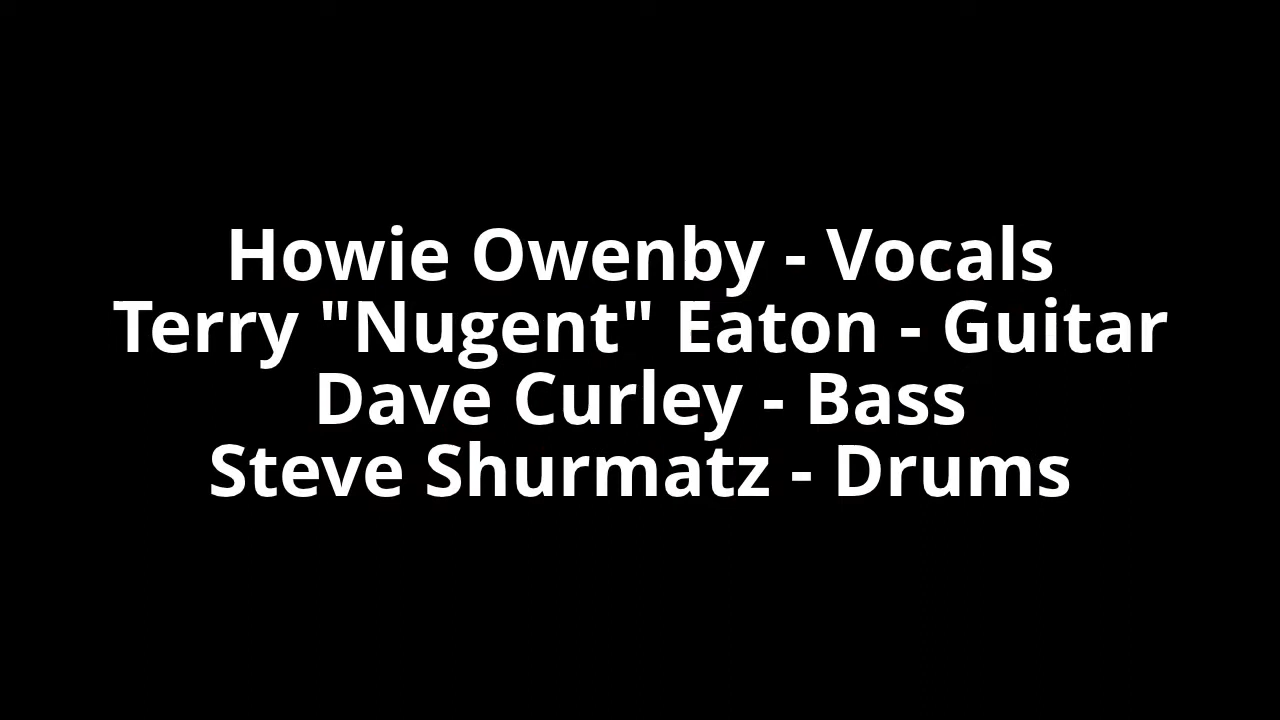 Howie Owenby - Vocals
Terry "Nugent" Eaton - Guitar
Dave Curley - Bass
Steve Shurmatz - Drums